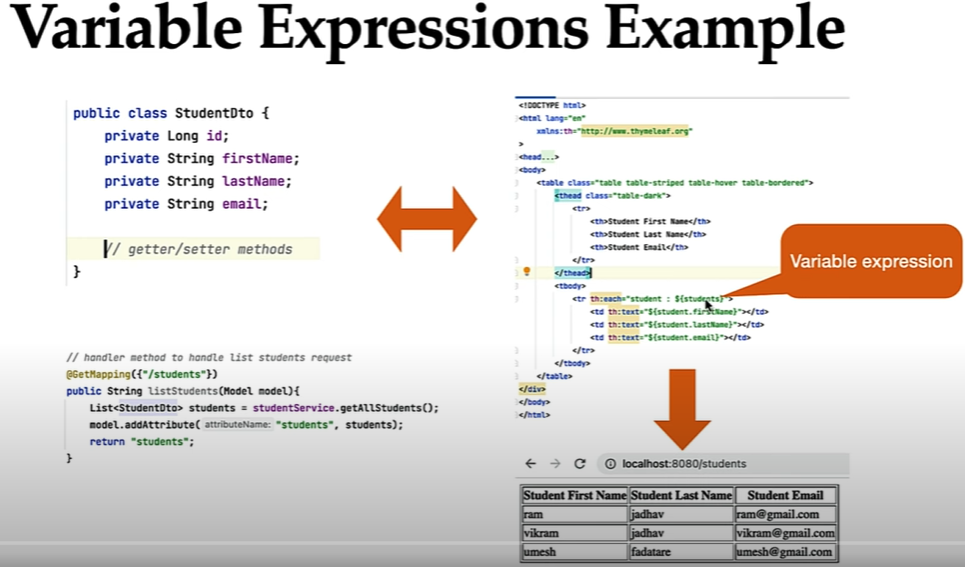 Variable Expressions Example
public class StudentDto {
private Long id;
private String firstName;
private String lastName;
private String email;
// getter/setter methods
}
// handler method to handle list students request
@GetMapping({"/students"})
public String listStudents(Model model){
List<StudentDto> students = studentService.getAllStudents();
model.addAttribute( attributeName: "students", students);
return "students";
}
<!DOCTYPE html>
<html lang="en"
xmlns:th="http://www.thymeleaf.org"
>
<head...>
<body>
<table class="table table-striped table-hover table-bordered">
<thead class="table-dark">
<tr>
<th>Student First Name</th>
<th>Student Last Name</th>
<th>Student Email</th>
</tr>
</thead>
<tbody>
<tr th:each="student : ${students}">
<td th:text="${student.firstName}"></td>
<td th:text="${student.lastName}"></td>
<td th:text="${student.email}"></td>
</tr>
</tbody>
</table>
</div>
</body>
</html>
Variable expression
localhost:8080/students
Student First Name Student Last Name Student Email
ram jadhav ram@gmail.com
vikram jadhav vikram@gmail.com
umesh fadatare umesh@gmail.com